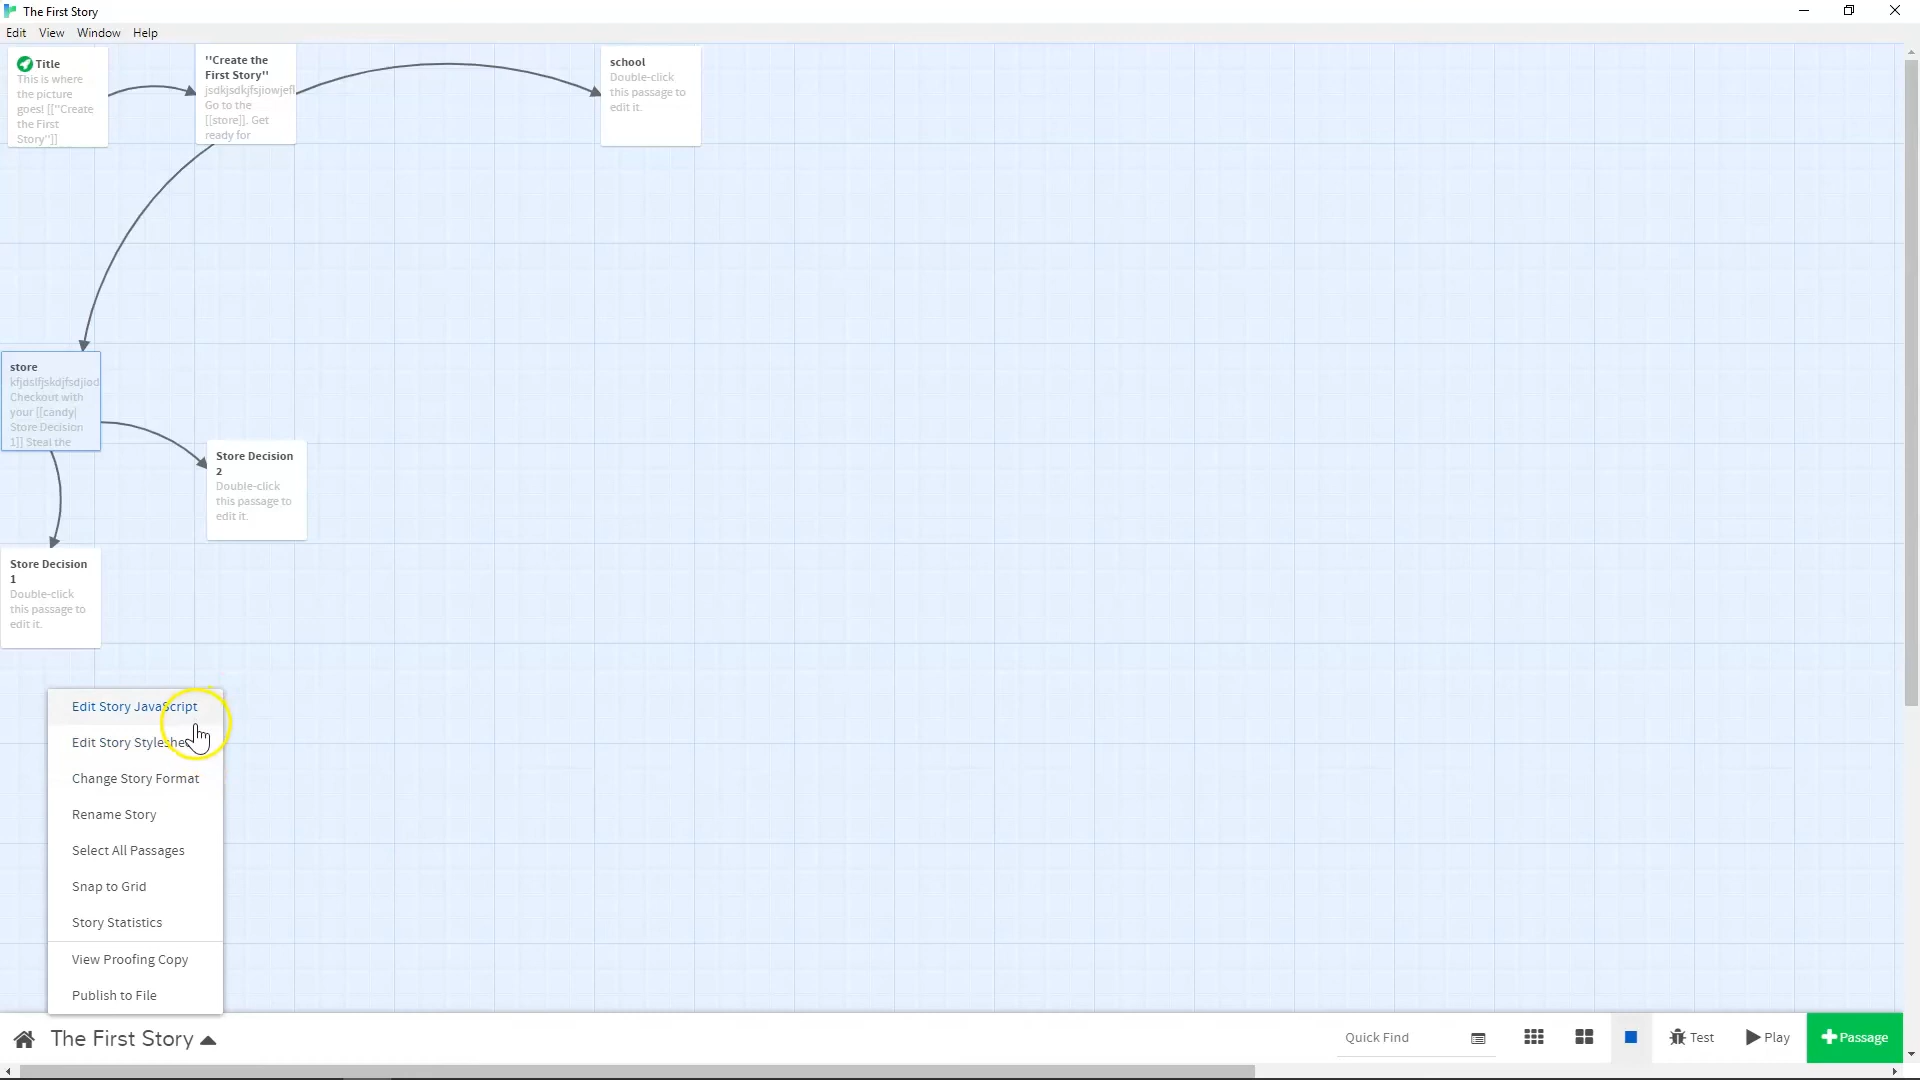 The First Story
Edit View Window Help
Title
This is where
the picture
goes! [["Create
the First
Story"]]
''Create the
First Story''
jsdkjsdkjfsjiowjefl
Go to the
[[store]]. Get
ready for
school
Double-click
this passage to
edit it.
store
Checkout with
your [[candy|
Store Decision
1]] Steal the
Store Decision
2
Double-click
this passage to
edit it.
Store Decision
1
Double-click
this passage to
edit it.
Edit Story JavaScript
Edit Story Styleshe
Change Story Format
Rename Story
Select All Passages
Snap to Grid
Story Statistics
View Proofing Copy
Publish to File
The First Story
Quick Find
Test
Play
Passage